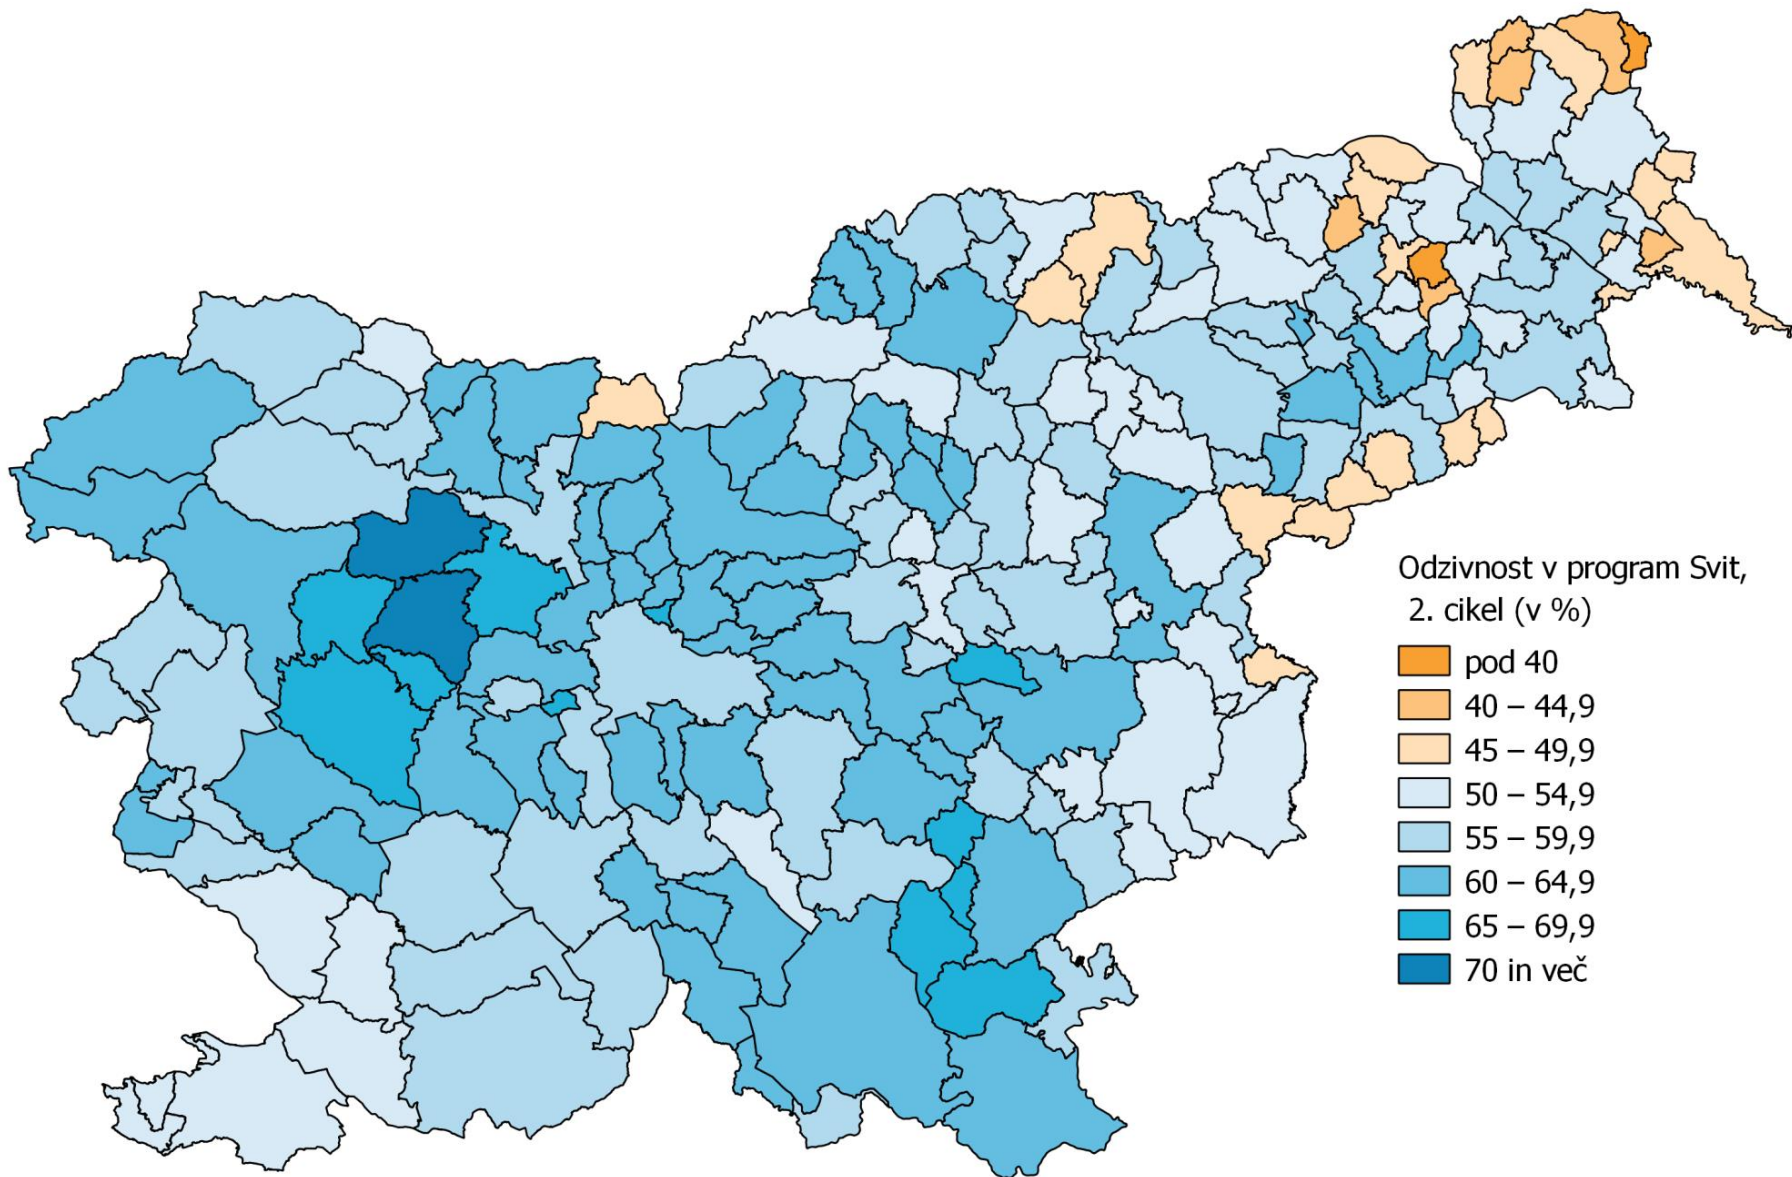 Odzivnost v program Svit,
2. cikel (v %)
pod 40
40 – 44,9
45 – 49,9
50 – 54,9
55 – 59,9
60 – 64,9
65 – 69,9
70 in več